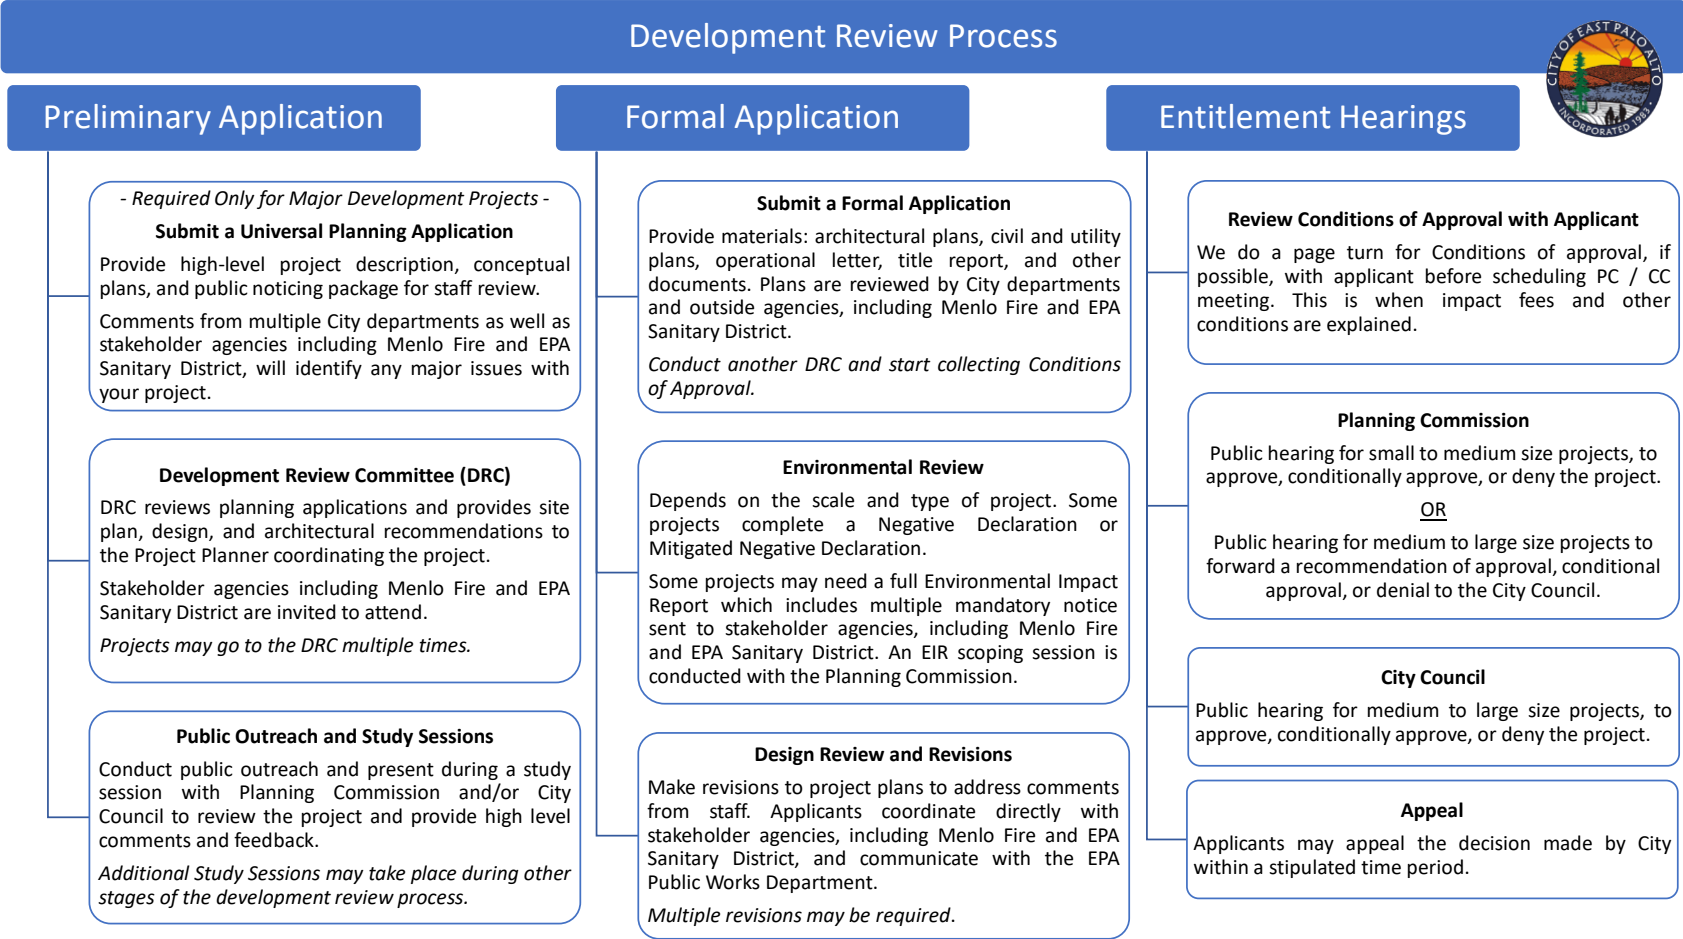 Development Review Process
CITY OF EAST PALO ALTO
INCORPORATED 1983
Preliminary Application
- Required Only for Major Development Projects -
Submit a Universal Planning Application
Provide high-level project description, conceptual
plans, and public noticing package for staff review.
Comments from multiple City departments as well as
stakeholder agencies including Menlo Fire and EPA
Sanitary District, will identify any major issues with
your project.
Development Review Committee (DRC)
DRC reviews planning applications and provides site
plan, design, and architectural recommendations to
the Project Planner coordinating the project.
Stakeholder agencies including Menlo Fire and EPA
Sanitary District are invited to attend.
Projects may go to the DRC multiple times.
Public Outreach and Study Sessions
Conduct public outreach and present during a study
session with Planning Commission and/or City
Council to review the project and provide high level
comments and feedback.
Additional Study Sessions may take place during other
stages of the development review process.
Formal Application
Submit a Formal Application
Provide materials: architectural plans, civil and utility
plans, operational letter, title report, and other
documents. Plans are reviewed by City departments
and outside agencies, including Menlo Fire and EPA
Sanitary District.
Conduct another DRC and start collecting Conditions
of Approval.
Environmental Review
Depends on the scale and type of project. Some
projects complete a Negative Declaration or
Mitigated Negative Declaration.
Some projects may need a full Environmental Impact
Report which includes multiple mandatory notice
sent to stakeholder agencies, including Menlo Fire
and EPA Sanitary District. An EIR scoping session is
conducted with the Planning Commission.
Design Review and Revisions
Make revisions to project plans to address comments
from staff. Applicants coordinate directly with
stakeholder agencies, including Menlo Fire and EPA
Sanitary District, and communicate with the EPA
Public Works Department.
Multiple revisions may be required.
Entitlement Hearings
Review Conditions of Approval with Applicant
We do a page turn for Conditions of approval, if
possible, with applicant before scheduling PC / CC
meeting. This is when impact fees and other
conditions are explained.
Planning Commission
Public hearing for small to medium size projects, to
approve, conditionally approve, or deny the project.
OR
Public hearing for medium to large size projects to
forward a recommendation of approval, conditional
approval, or denial to the City Council.
City Council
Public hearing for medium to large size projects, to
approve, conditionally approve, or deny the project.
Appeal
Applicants may appeal the decision made by City
within a stipulated time period.